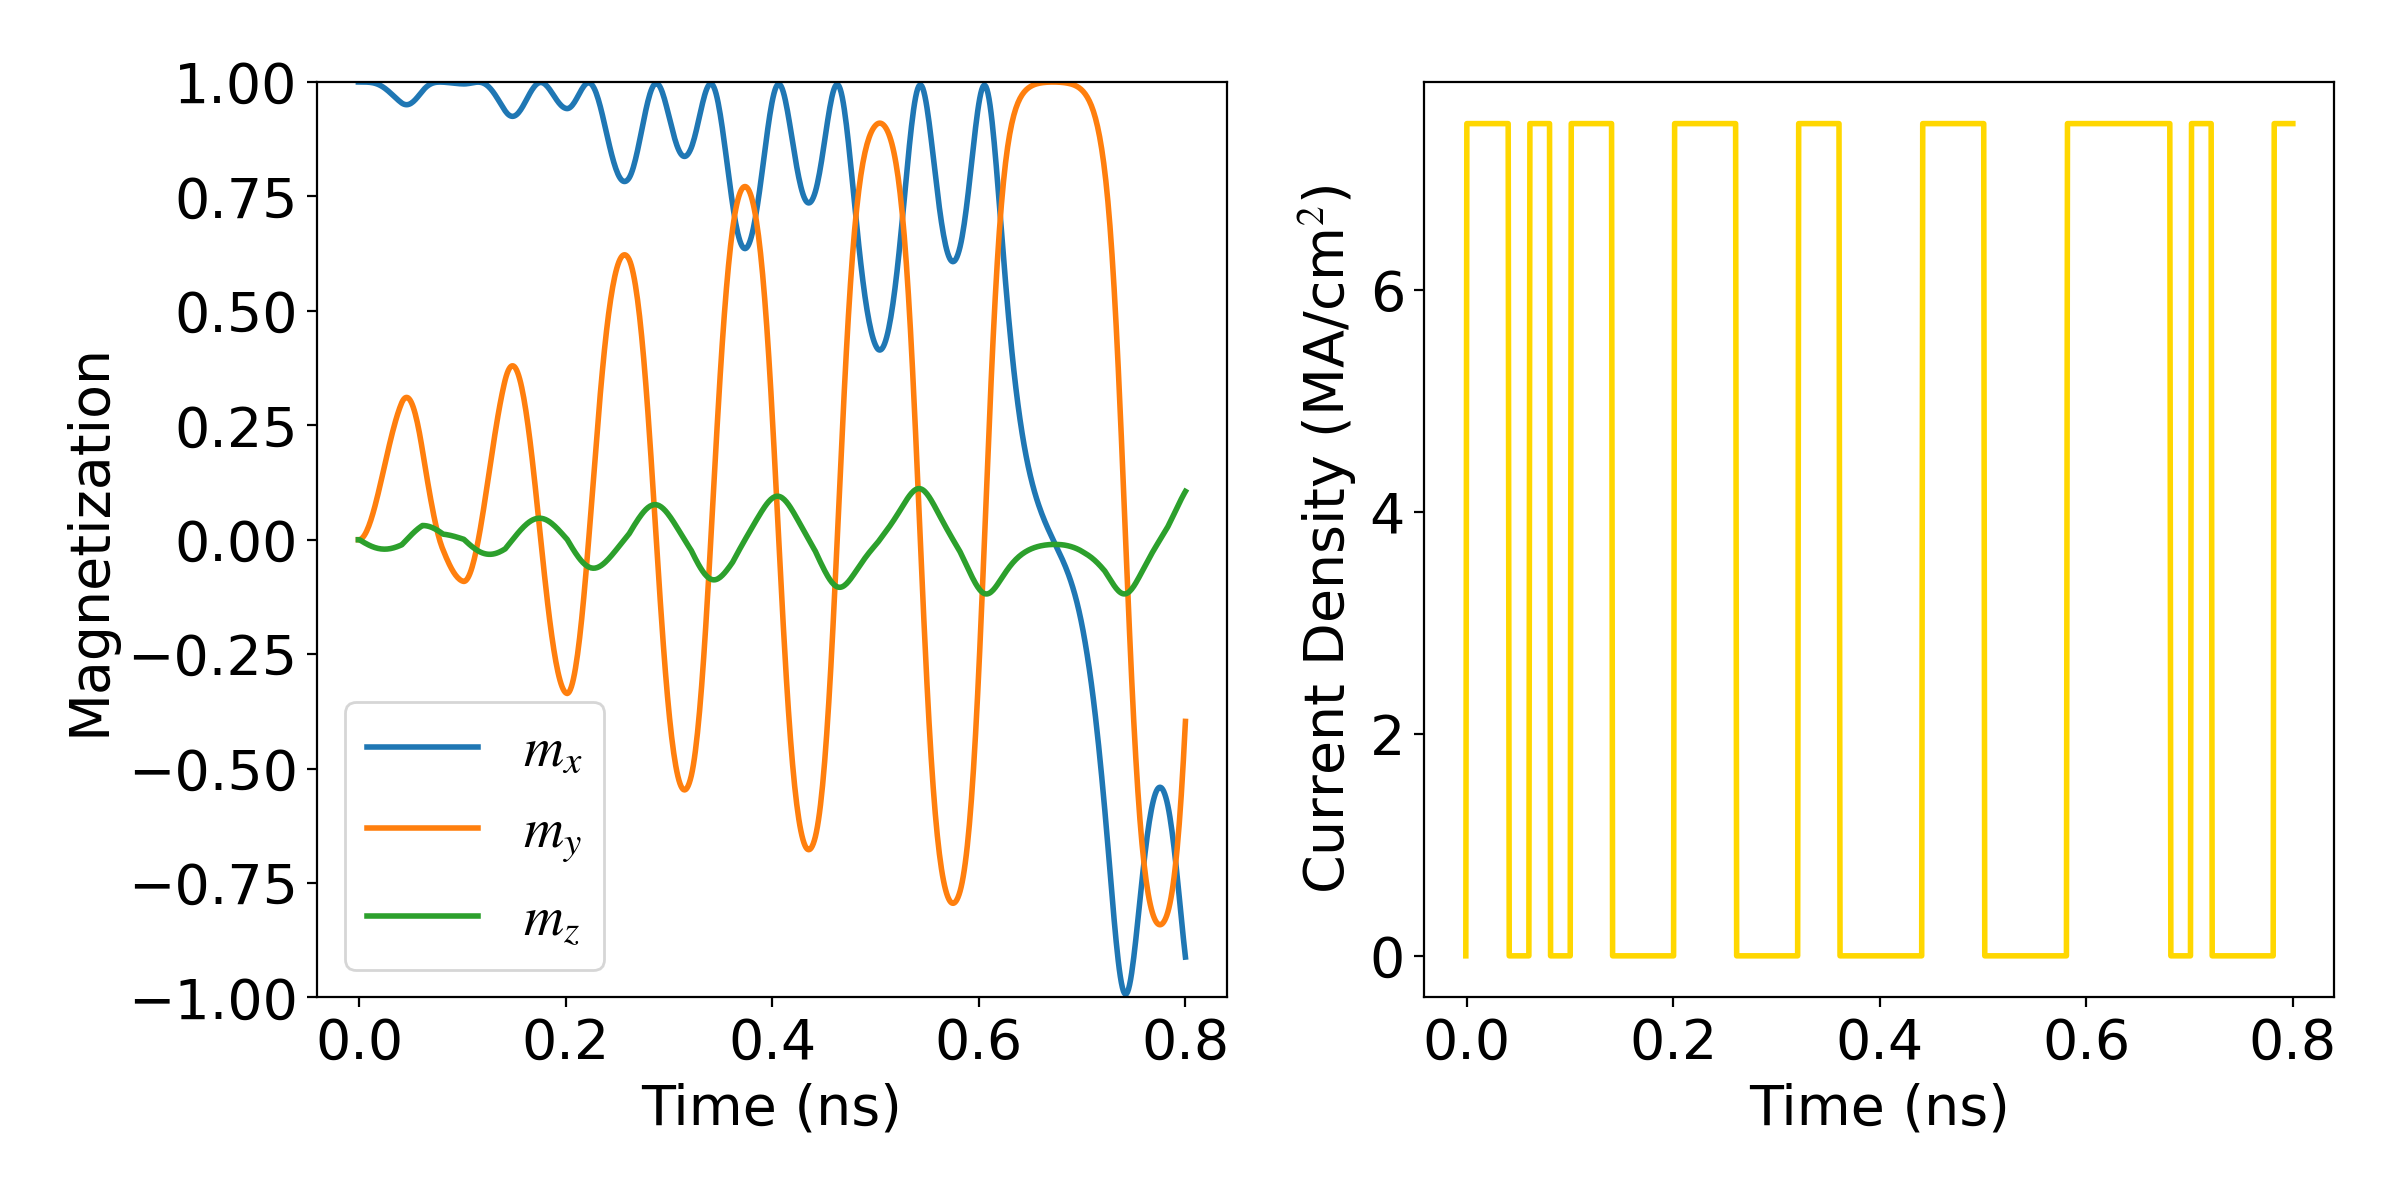 Magnetization
1.00
0.75
0.50
0.25
0.00
−0.25
−0.50
−0.75
−1.00
m_x
m_y
m_z
0.0 0.2 0.4 0.6 0.8
Time (ns)
Current Density (MA/cm²)
6
4
2
0
0.0 0.2 0.4 0.6 0.8
Time (ns)